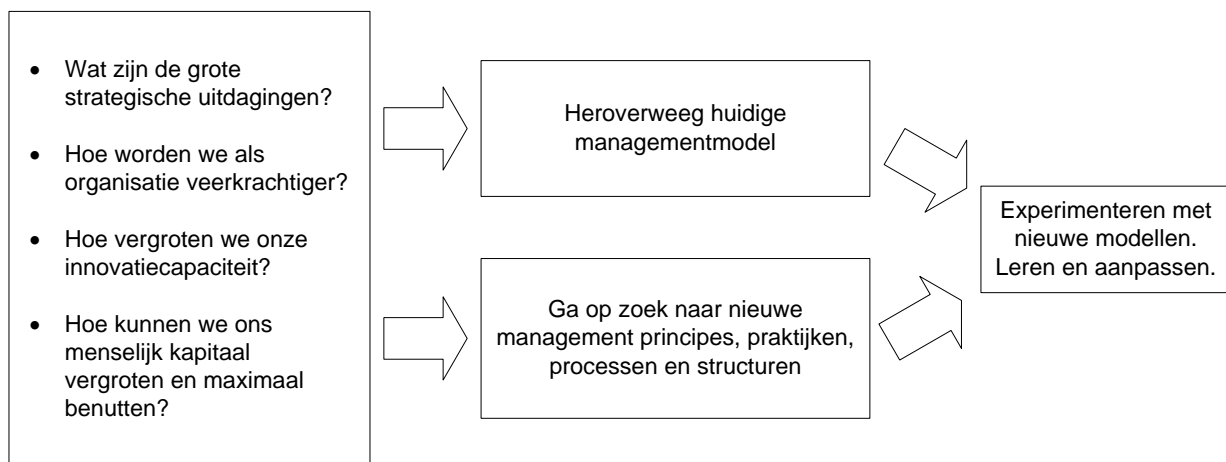 • Wat zijn de grote
strategische uitdagingen?
• Hoe worden we als
organisatie veerkrachtiger?
• Hoe vergroten we onze
innovatiecapaciteit?
• Hoe kunnen we ons
menselijk kapitaal
vergroten en maximaal
benutten?
Heroverweeg huidige
managementmodel
Ga op zoek naar nieuwe
management principes, praktijken,
processen en structuren
Experimenteren met
nieuwe modellen.
Leren en aanpassen.